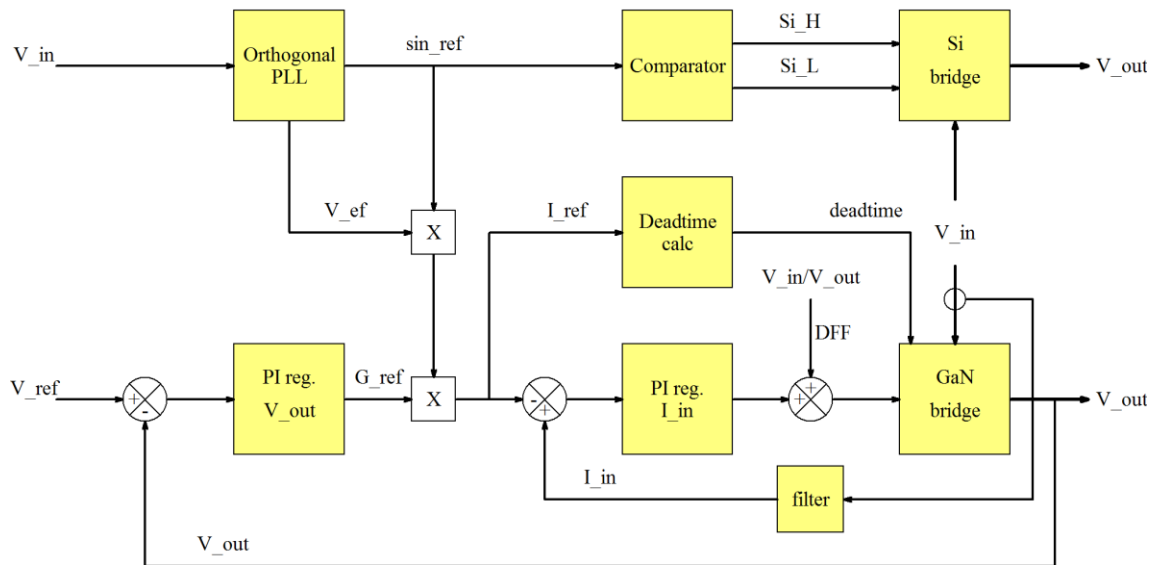 Si_H
V_in
Orthogonal
PLL
sin_ref
Comparator
Si_L
Si
bridge
V_out
V_ef
X
I_ref
Deadtime
calc
deadtime
V_in
V_in/V_out
DFF
V_ref
+
-
PI reg.
V_out
G_ref
X
-
+
PI reg.
I_in
+
+
GaN
bridge
V_out
I_in
filter
V_out